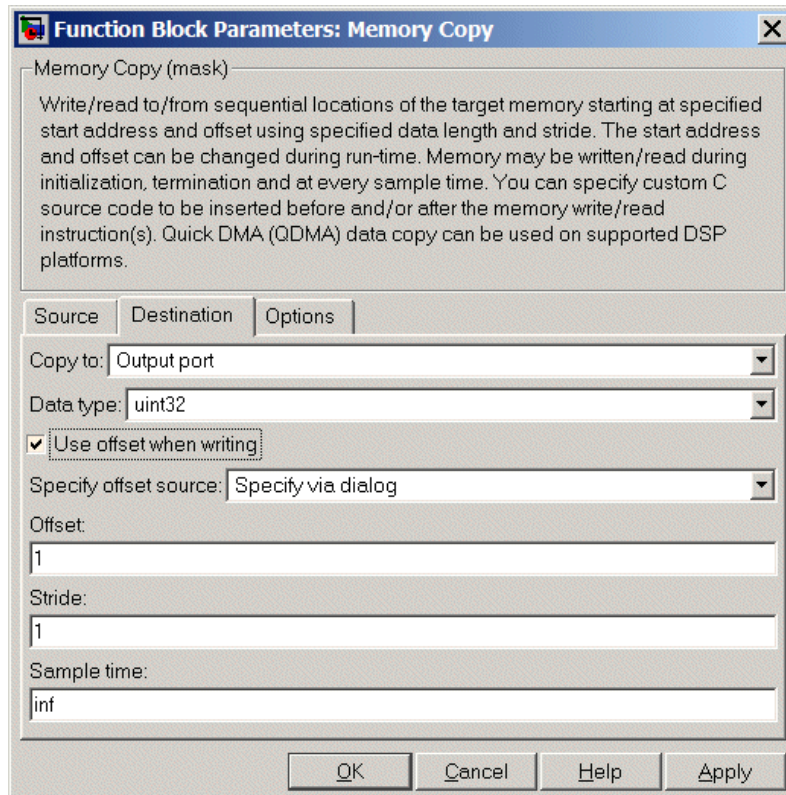 Function Block Parameters: Memory Copy
Memory Copy (mask)
Write/read to/from sequential locations of the target memory starting at specified
start address and offset using specified data length and stride. The start address
and offset can be changed during run-time. Memory may be written/read during
initialization, termination and at every sample time. You can specify custom C
source code to be inserted before and/or after the memory write/read
instruction(s). Quick DMA (QDMA) data copy can be used on supported DSP
platforms.
Source Destination Options
Copy to: Output port
Data type: uint32
Use offset when writing
Specify offset source: Specify via dialog
Offset:
1
Stride:
1
Sample time:
inf
OK Cancel Help Apply